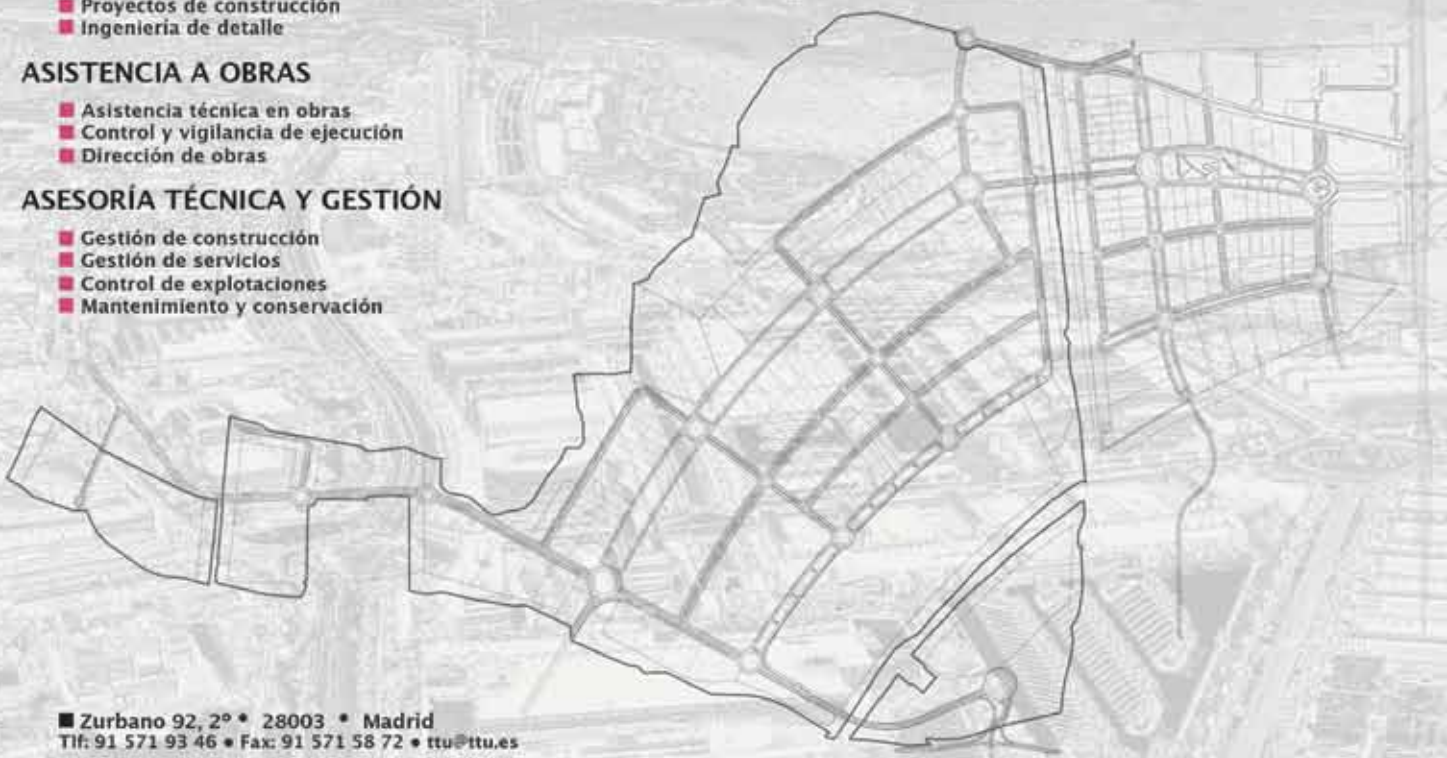 ■ Proyectos de construcción
■ Ingeniería de detalle
ASISTENCIA A OBRAS
■ Asistencia técnica en obras
■ Control y vigilancia de ejecución
■ Dirección de obras
ASESORÍA TÉCNICA Y GESTIÓN
■ Gestión de construcción
■ Gestión de servicios
■ Control de explotaciones
■ Mantenimiento y conservación
■ Zurbano 92, 2º • 28003 • Madrid
Tlf: 91 571 93 46 • Fax: 91 571 58 72 • ttu@ttu.es